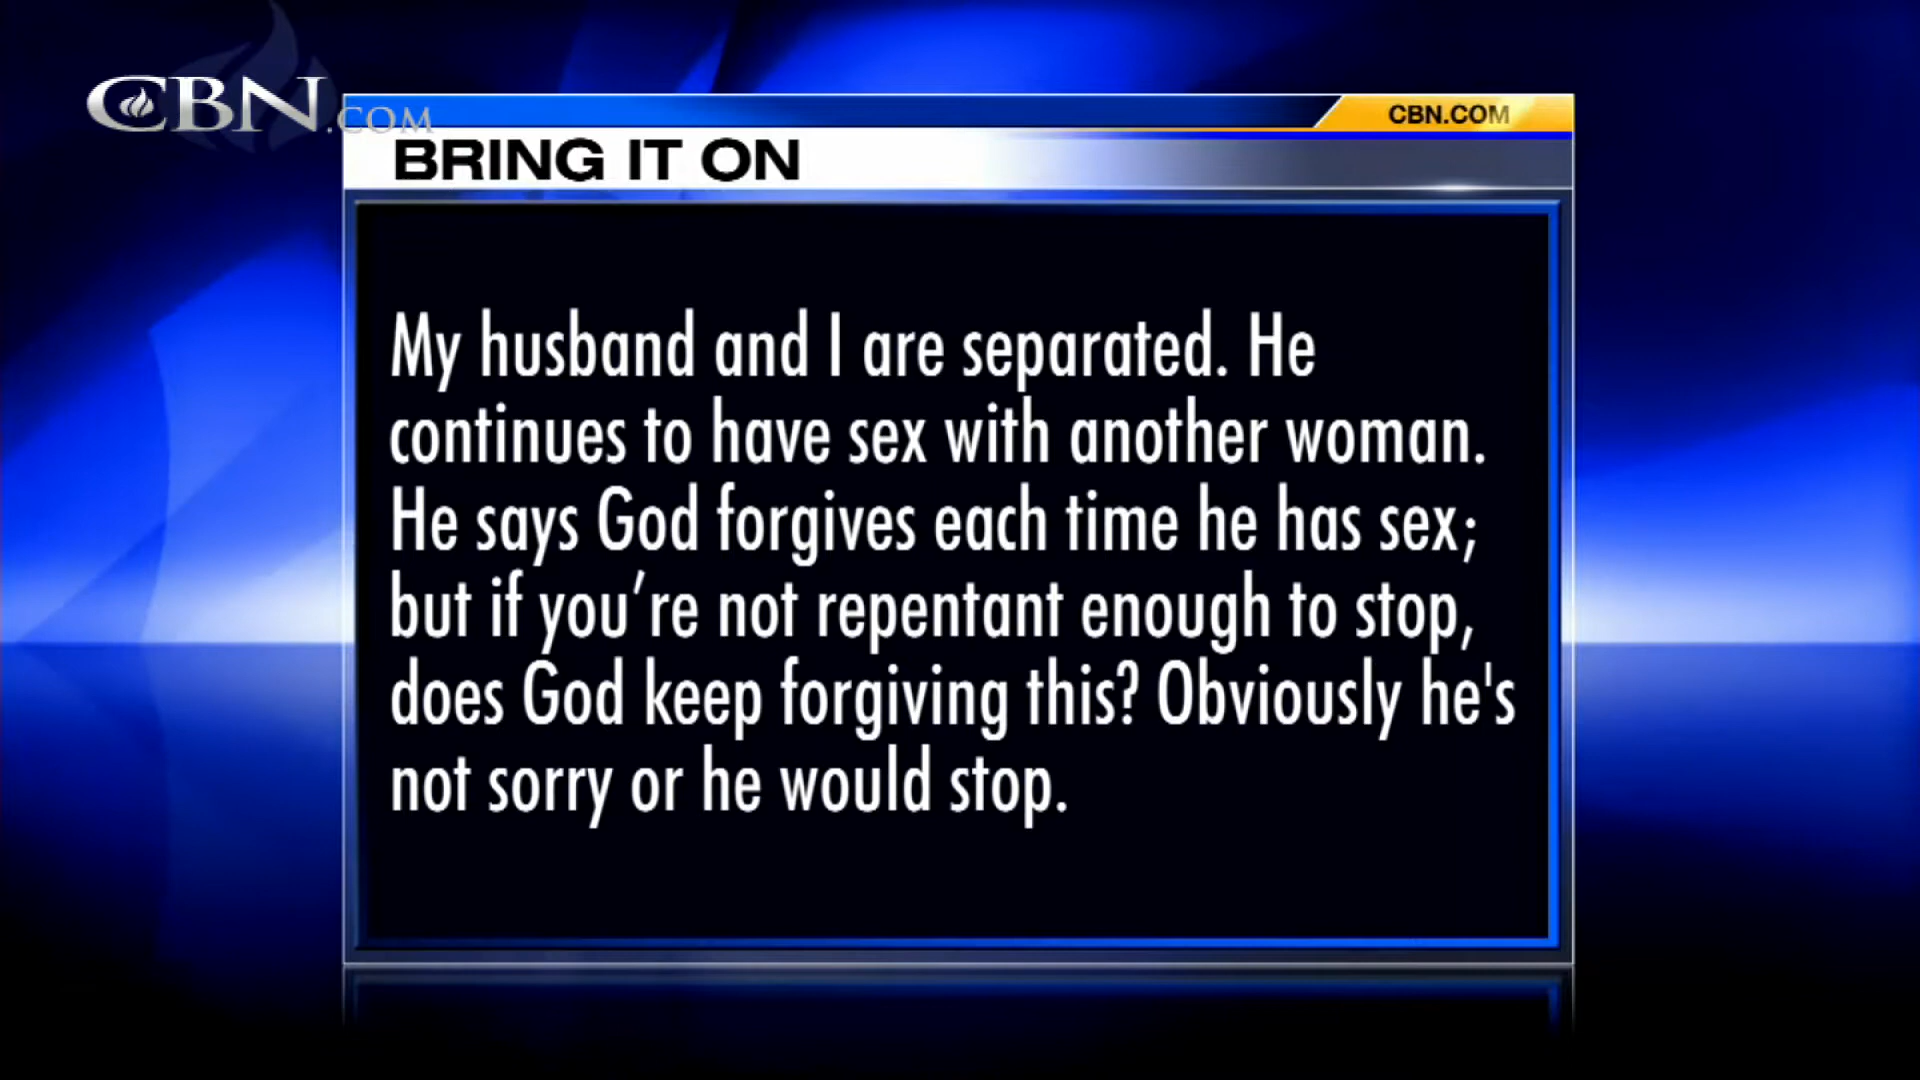 CBN.COM
CBN.COM
BRING IT ON
My husband and I are separated. He
continues to have sex with another woman.
He says God forgives each time he has sex;
but if you’re not repentant enough to stop,
does God keep forgiving this? Obviously he's
not sorry or he would stop.